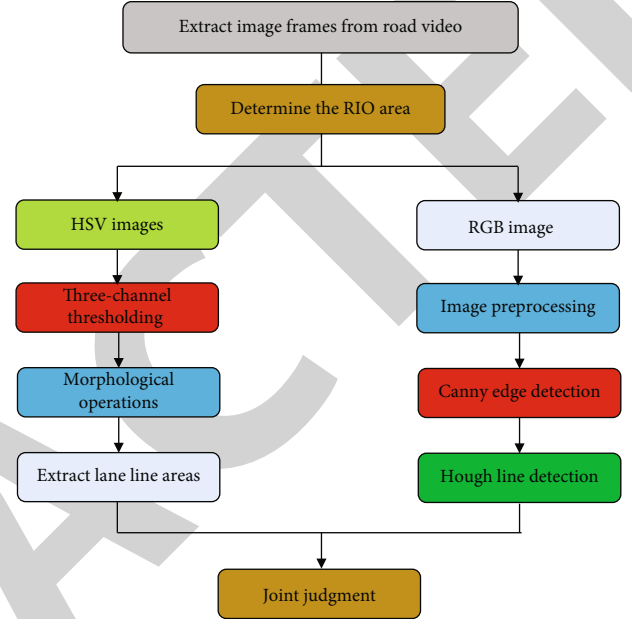 Extract image frames from road video
Determine the RIO area
HSV images
Three-channel
thresholding
Morphological
operations
Extract lane line areas
RGB image
Image preprocessing
Canny edge detection
Hough line detection
Joint judgment